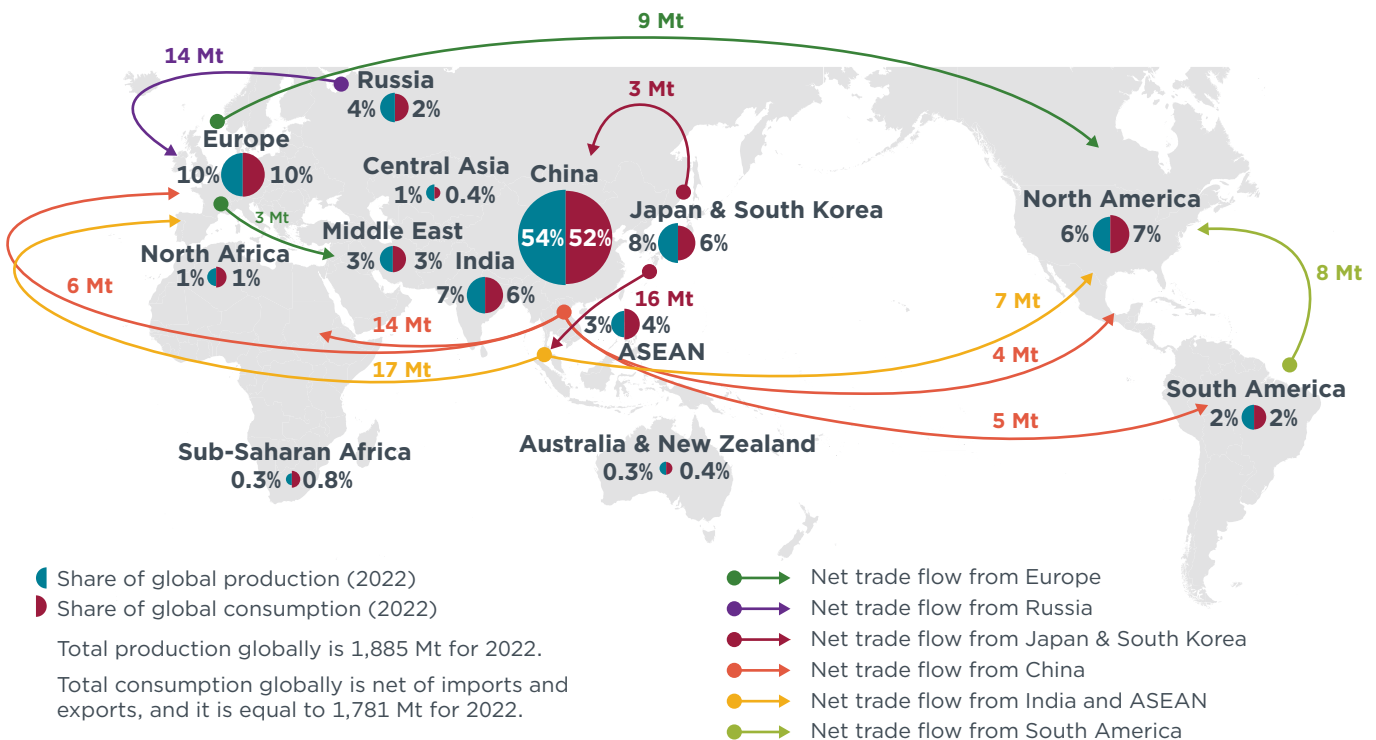 9 Mt
14 Mt
Russia
4% 2%
3 Mt
Europe
10% 10%
Central Asia
1% 0.4%
China
54% 52%
North America
6% 7%
Japan & South Korea
8% 6%
3 Mt
Middle East
3% 3%
North Africa
1% 1%
India
7% 6%
8 Mt
6 Mt
16 Mt
7 Mt
14 Mt
3% 4%
ASEAN
4 Mt
17 Mt
South America
2% 2%
5 Mt
Sub-Saharan Africa
0.3% 0.8%
Australia & New Zealand
0.3% 0.4%
Share of global production (2022)
Share of global consumption (2022)
Total production globally is 1,885 Mt for 2022.
Total consumption globally is net of imports and
exports, and it is equal to 1,781 Mt for 2022.
Net trade flow from Europe
Net trade flow from Russia
Net trade flow from Japan & South Korea
Net trade flow from China
Net trade flow from India and ASEAN
Net trade flow from South America